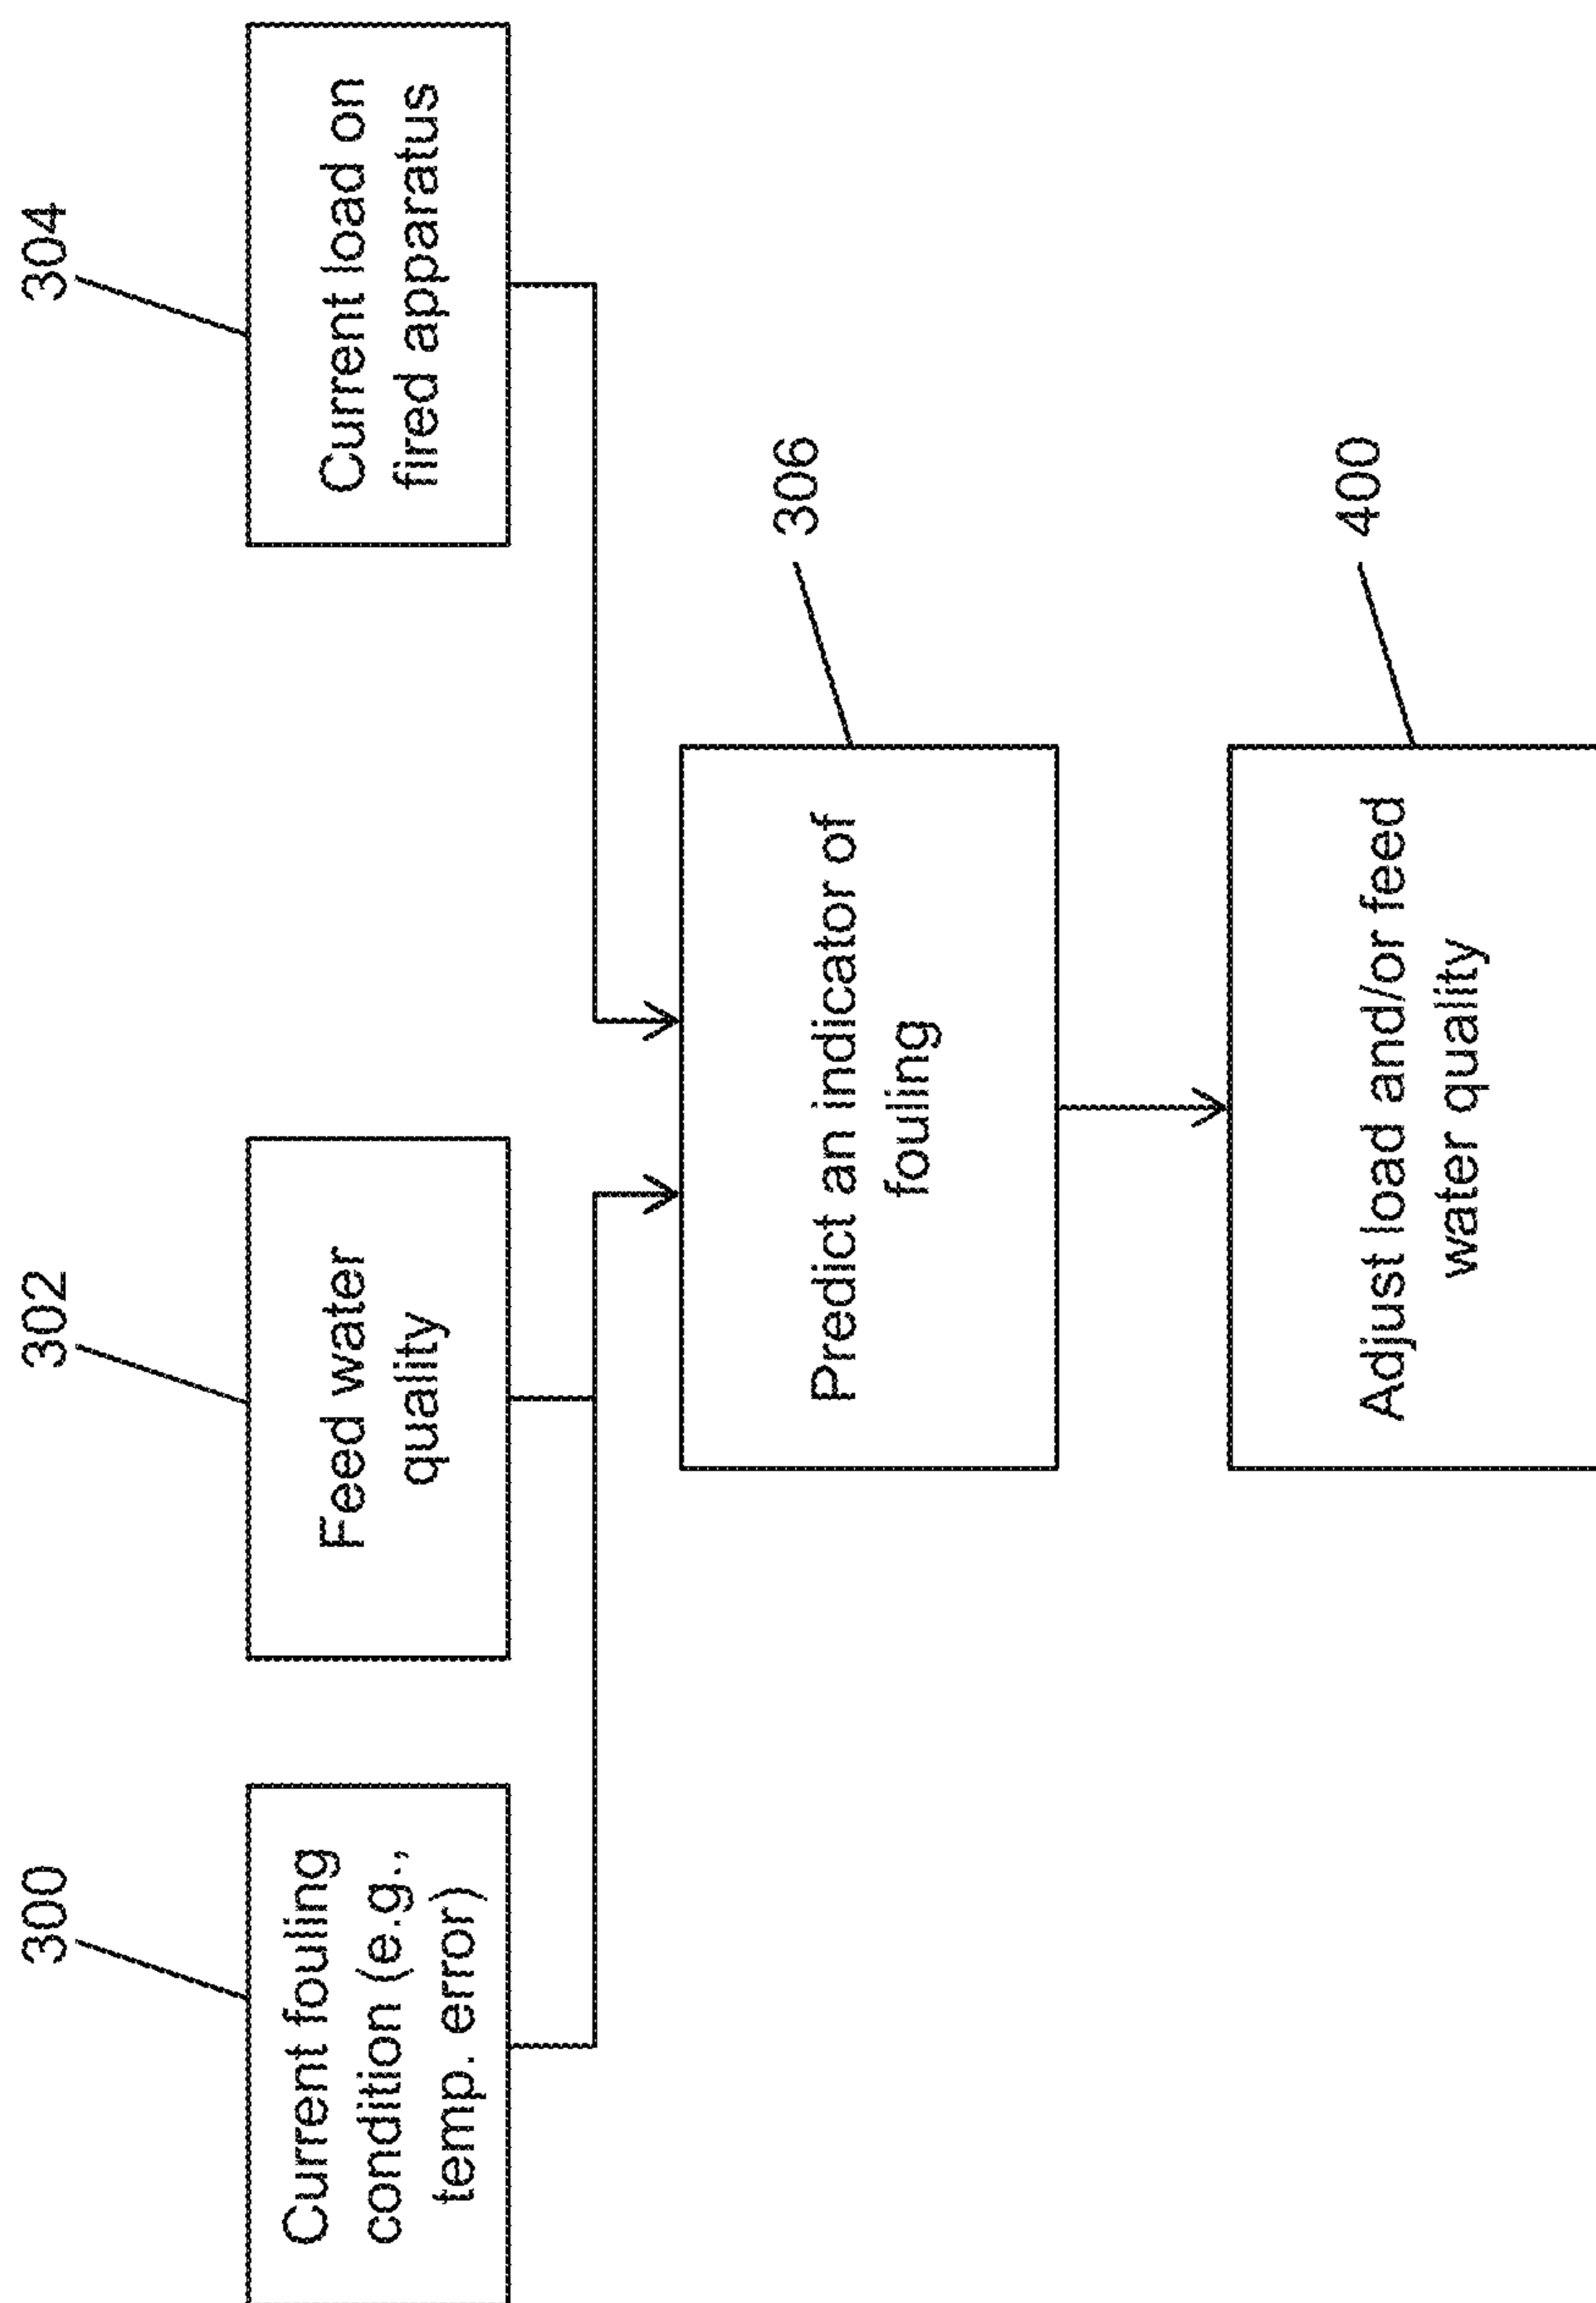 300
Current fouling
condition (e.g.,
temp. error)
302
Feed water
quality
304
Current load on
fired apparatus
306
Predict an indicator of
fouling
400
Adjust load and/or feed
water quality